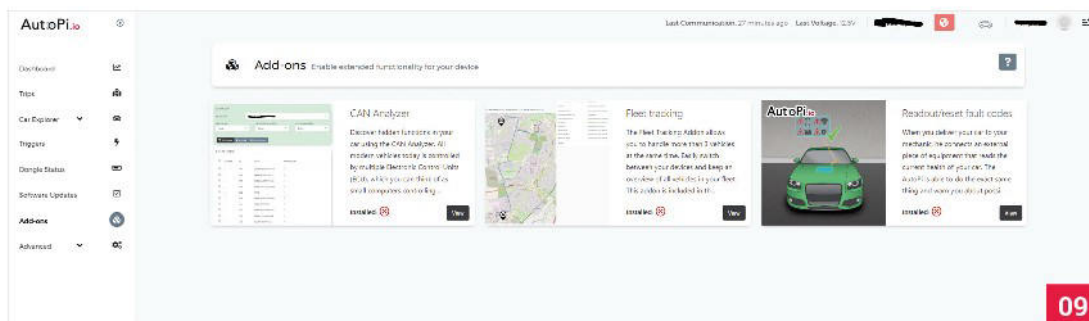 AutoPi.io
Last Communication: 27 minutes ago Last Voltage: 12.5V
Dashboard
Trips
Car Explorer
Triggers
Dongle Status
Software Updates
Add-ons
Advanced
Add-ons Enable extended functionality for your device
?
CAN Analyzer
Discover hidden functions in your
car using the CAN Analyzer. All
modern vehicles today is controlled
by multiple Electronic Control Units
(ECU), which you can think of as
small computers controlling ...
Installed:
View
Fleet tracking
The Fleet Tracking Addon allows
you to handle more than 3 vehicles
at the same time. Easily switch
between your devices and keep an
overview of all vehicles in your fleet.
This addon is included in th...
Installed:
View
AutoPi.io
Readout/reset fault codes
When you deliver your car to your
mechanic, he connects an external
piece of equipment that reads the
current health of your car. The
AutoPi is able to do the exact same
thing and warn you about possi...
Installed:
View
09